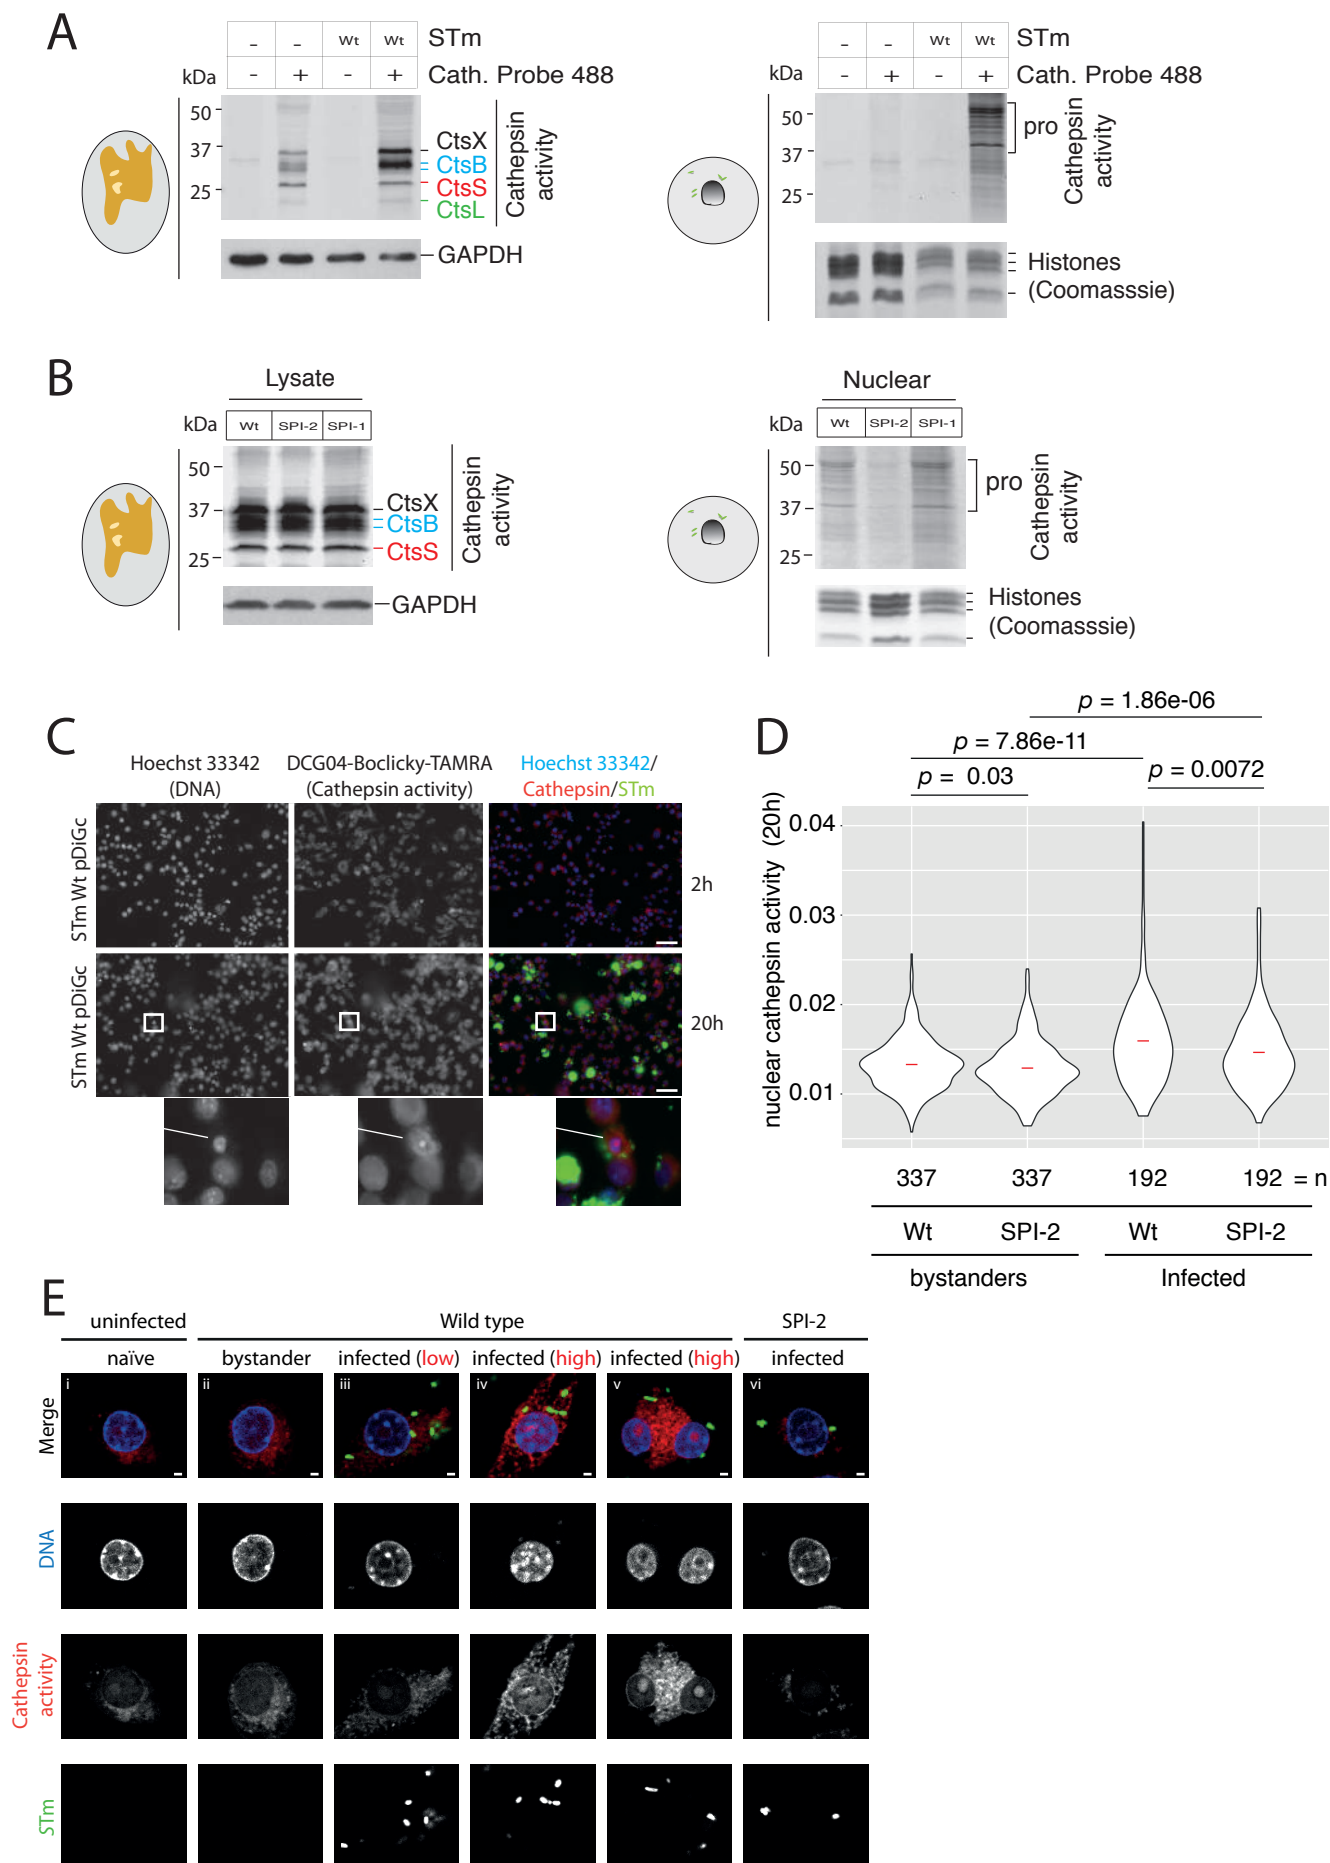 A
- - Wt Wt STm
kDa - + - + Cath. Probe 488
50
37
25
CtsX
CtsB
CtsS
CtsL
Cathepsin
activity
GAPDH
- - Wt Wt STm
kDa - + - + Cath. Probe 488
50
37
25
pro
Cathepsin
activity
Histones
(Coomasssie)
B
Lysate
kDa Wt SPI-2 SPI-1
50
37
25
CtsX
CtsB
CtsS
Cathepsin
activity
GAPDH
Nuclear
kDa Wt SPI-2 SPI-1
50
37
25
pro
Cathepsin
activity
Histones
(Coomasssie)
C
Hoechst 33342
(DNA)
DCG04-Boclicky-TAMRA
(Cathepsin activity)
Hoechst 33342/
Cathepsin/STm
STm Wt pDiGc
2h
STm Wt pDiGc
20h
D
p = 1.86e-06
p = 7.86e-11
p = 0.03
p = 0.0072
nuclear cathepsin activity (20h)
0.04
0.03
0.02
0.01
337 337 192 192 = n
Wt SPI-2 Wt SPI-2
bystanders Infected
E
uninfected Wild type SPI-2
naïve bystander infected (low) infected (high) infected (high) infected
i ii iii iv v vi
Merge
DNA
Cathepsin
activity
STm